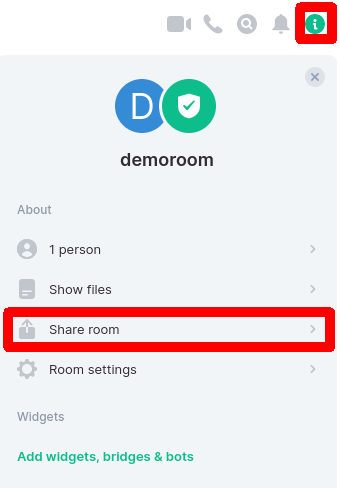 D
demoroom
About
1 person
Show files
Share room
Room settings
Widgets
Add widgets, bridges & bots